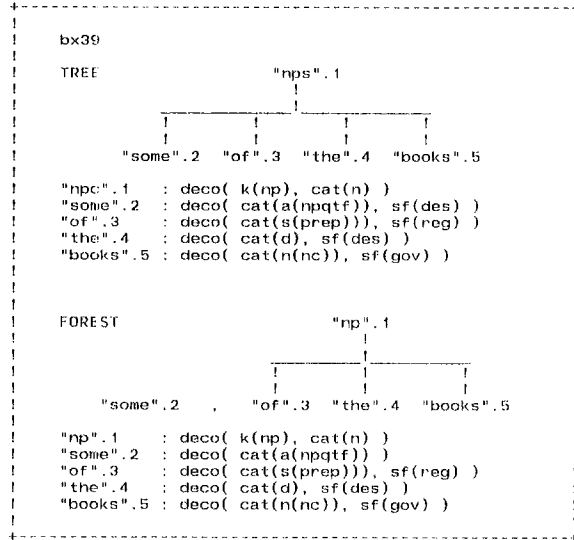 bx39
TREE "nps".1
"some".2 "of".3 "the".4 "books".5
"npc".1 : deco( k(np), cat(n) )
"some".2 : deco( cat(a(npqtf)), sf(des) )
"of".3 : deco( cat(s(prep))), sf(reg) )
"the".4 : deco( cat(d), sf(des) )
"books".5 : deco( cat(n(nc)), sf(gov) )
FOREST "np".1
"some".2 , "of".3 "the".4 "books".5
"np".1 : deco( k(np), cat(n) )
"some".2 : deco( cat(a(npqtf)) )
"of".3 : deco( cat(s(prep))), sf(reg) )
"the".4 : deco( cat(d), sf(des) )
"books".5 : deco( cat(n(nc)), sf(gov) )